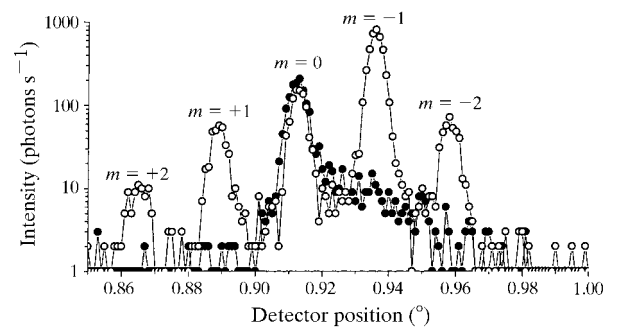 1000
100
10
1
Intensity (photons s⁻¹)
m = +2
m = +1
m = 0
m = −1
m = −2
0.86 0.88 0.90 0.92 0.94 0.96 0.98 1.00
Detector position (°)